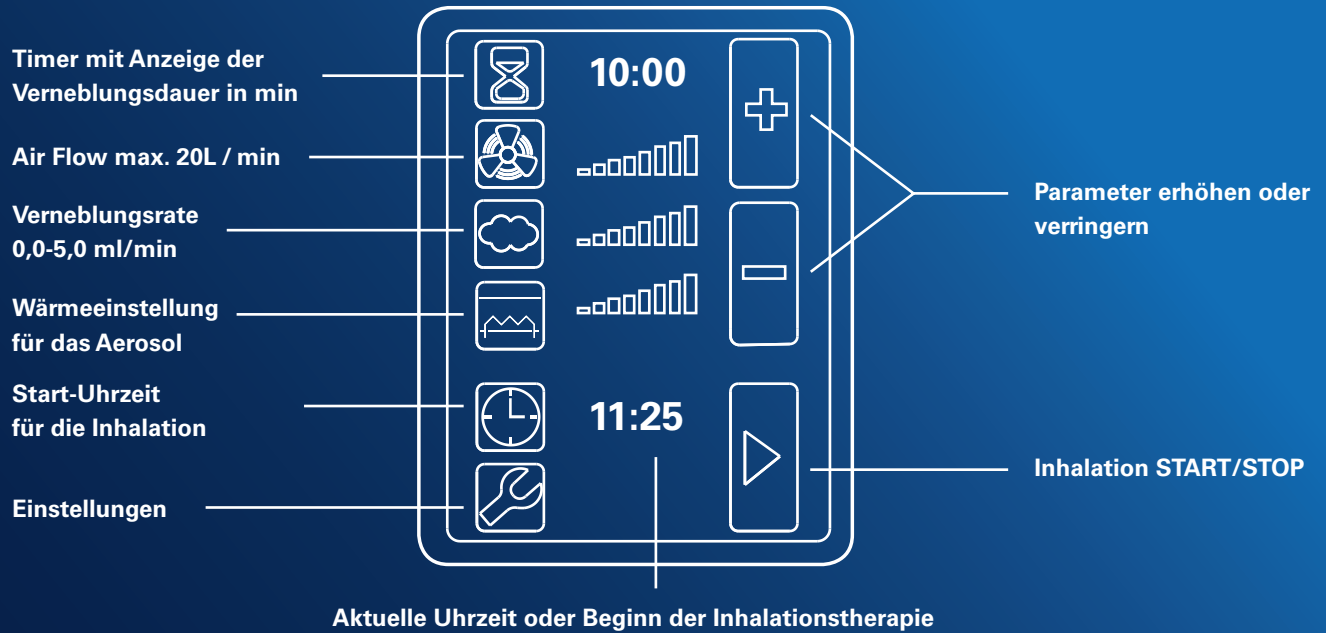 Timer mit Anzeige der
Verneblungsdauer in min
10:00
Air Flow max. 20L / min
Verneblungsrate
0,0-5,0 ml/min
Parameter erhöhen oder
verringern
Wärmeeinstellung
für das Aerosol
Start-Uhrzeit
für die Inhalation
11:25
Inhalation START/STOP
Einstellungen
Aktuelle Uhrzeit oder Beginn der Inhalationstherapie